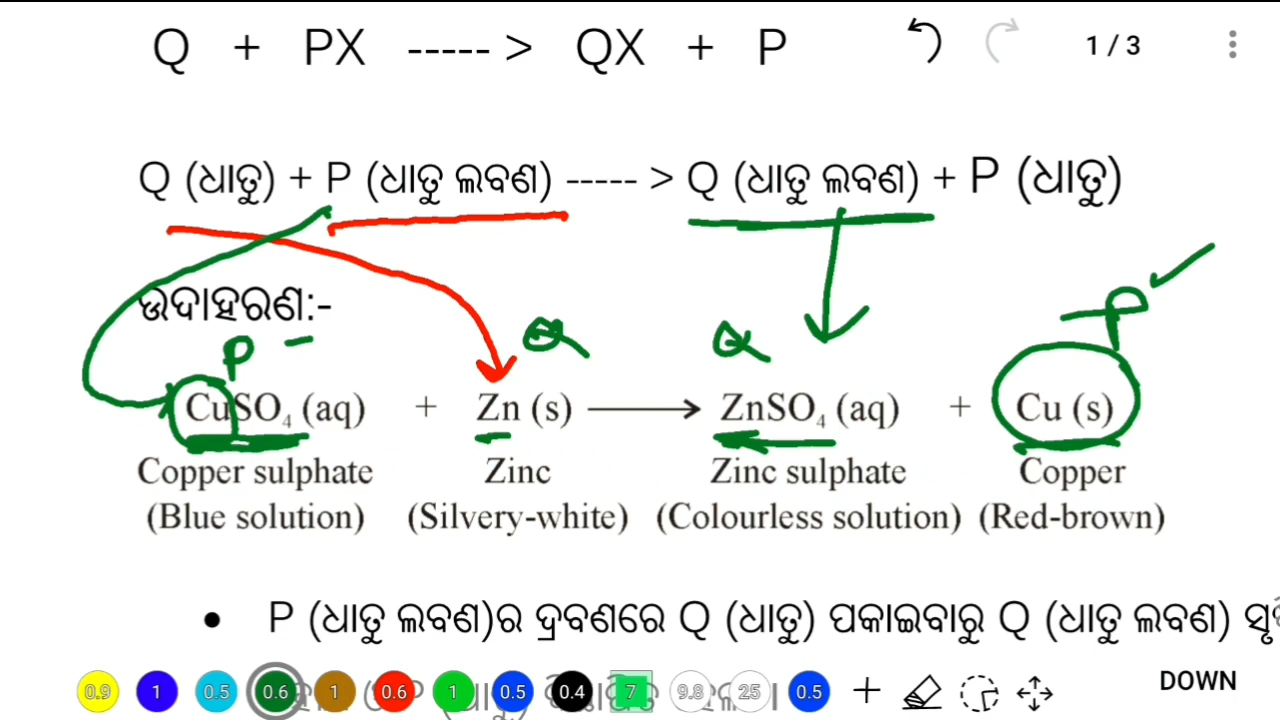 Q + PX ----- > QX + P 1 / 3
Q (ଧାତୁ) + P (ଧାତୁ ଲବଣ) ----- > Q (ଧାତୁ ଲବଣ) + P (ଧାତୁ)
ଉଦାହରଣ:-
P - Q Q P
CuSO₄ (aq) + Zn (s) ⟶ ZnSO₄ (aq) + Cu (s)
Copper sulphate Zinc Zinc sulphate Copper
(Blue solution) (Silvery-white) (Colourless solution) (Red-brown)
• P (ଧାତୁ ଲବଣ)ର ଦ୍ରବଣରେ Q (ଧାତୁ) ପକାଇବାରୁ Q (ଧାତୁ ଲବଣ)
0.9 1 0.5 0.6 1 0.6 1 0.5 0.4 7 9.8 25 0.5 DOWN